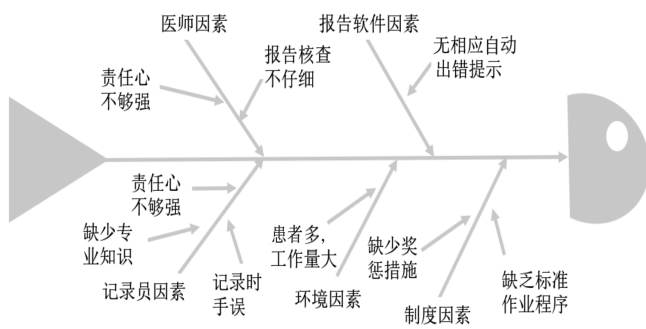 医师因素
报告软件因素
报告核查
不仔细
无相应自动
出错提示
责任心
不够强
责任心
不够强
缺少专
业知识
记录时
手误
记录员因素
患者多，
工作量大
环境因素
缺少奖
惩措施
制度因素
缺乏标准
作业程序